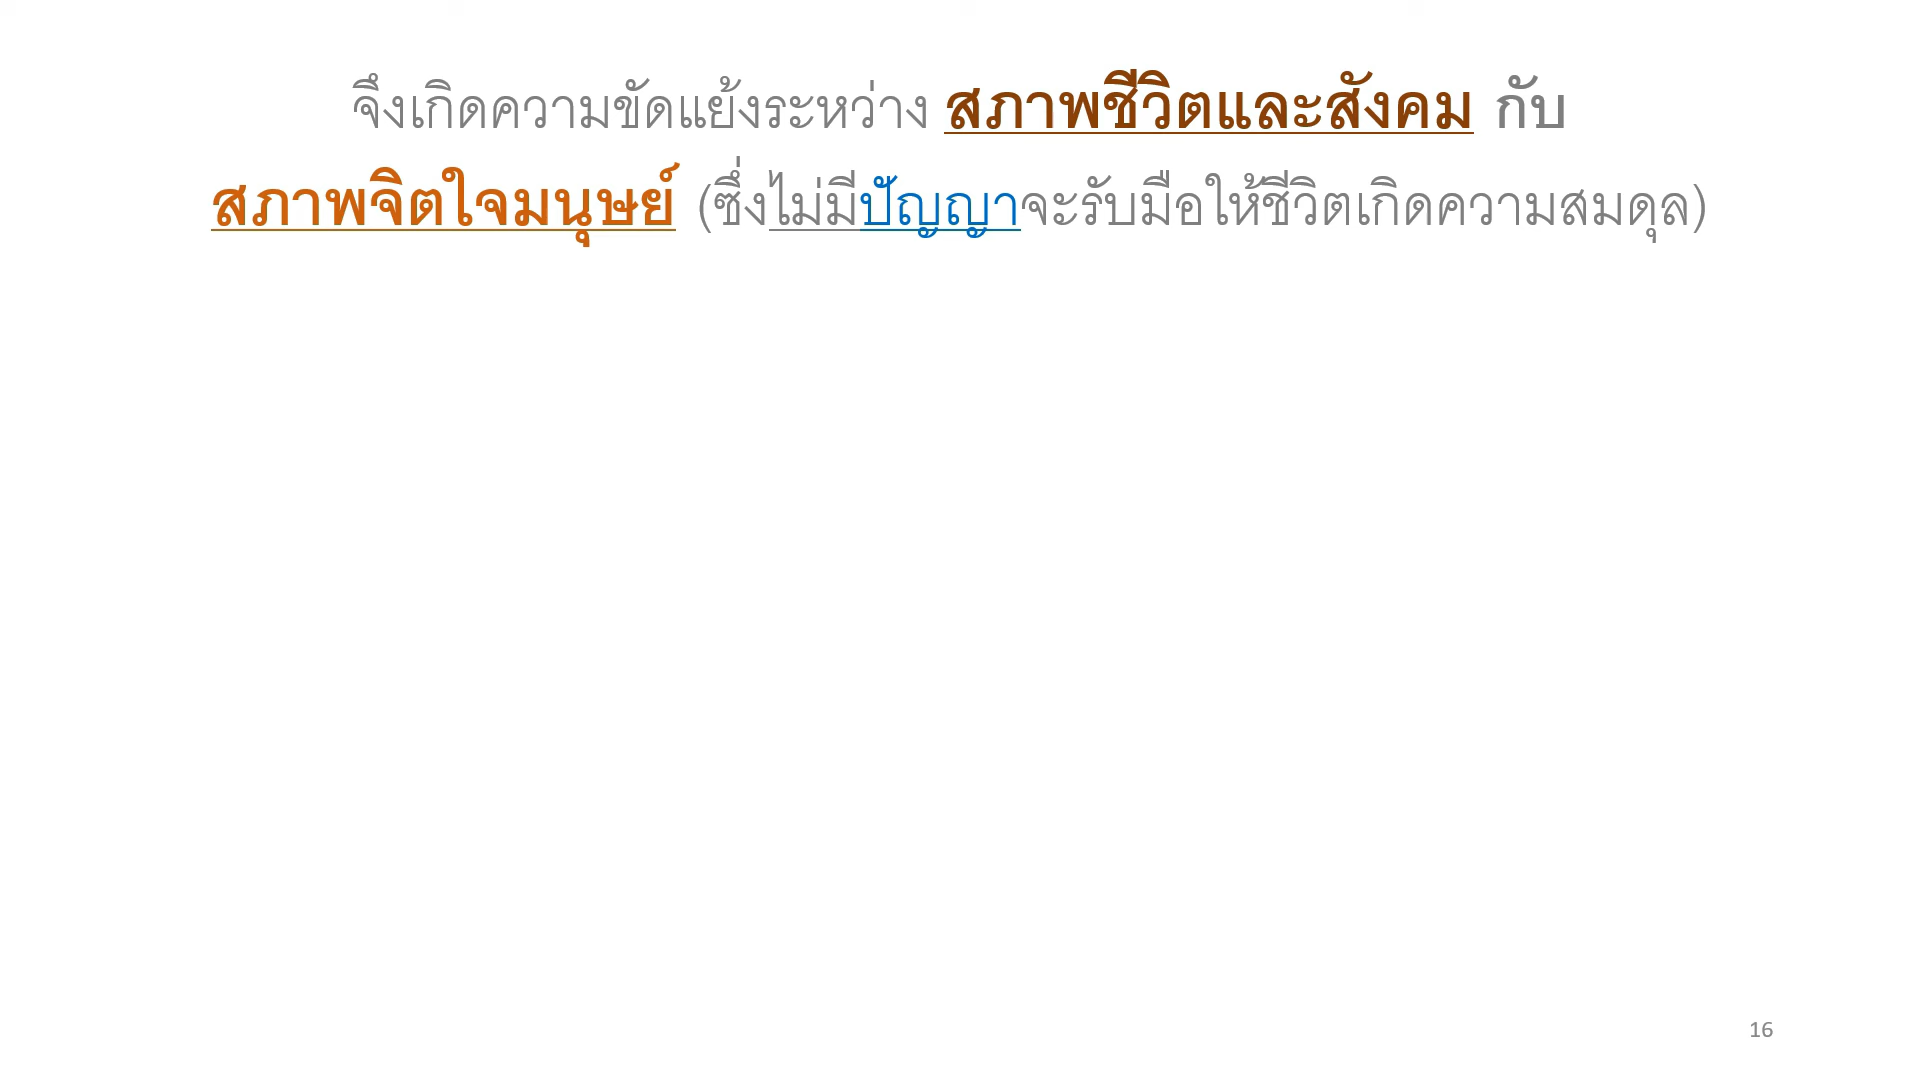 จึงเกิดความขัดแย้งระหว่าง สภาพชีวิตและสังคม กับ
สภาพจิตใจมนุษย์ (ซึ่งไม่มีปัญญาจะรับมือให้ชีวิตเกิดความสมดุล)
16